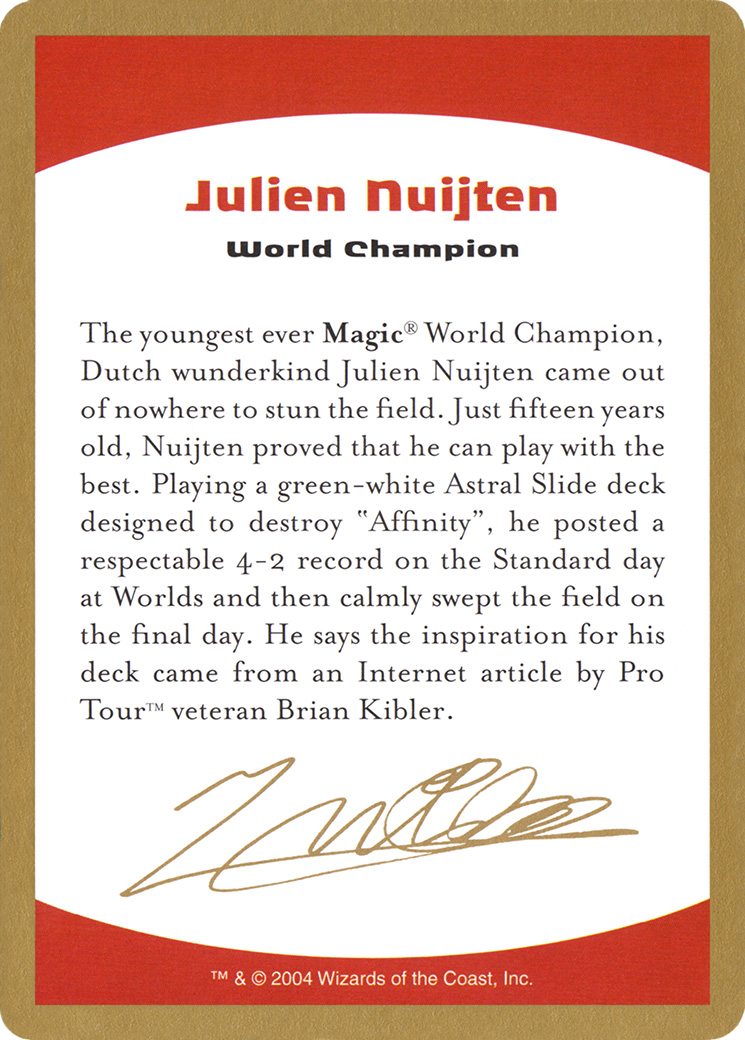 Julien Nuijten
World Champion
The youngest ever Magic® World Champion,
Dutch wunderkind Julien Nuijten came out
of nowhere to stun the field. Just fifteen years
old, Nuijten proved that he can play with the
best. Playing a green-white Astral Slide deck
designed to destroy "Affinity”, he posted a
respectable 4-2 record on the Standard day
at Worlds and then calmly swept the field on
the final day. He says the inspiration for his
deck came from an Internet article by Pro
Tour™ veteran Brian Kibler.
™ & © 2004 Wizards of the Coast, Inc.